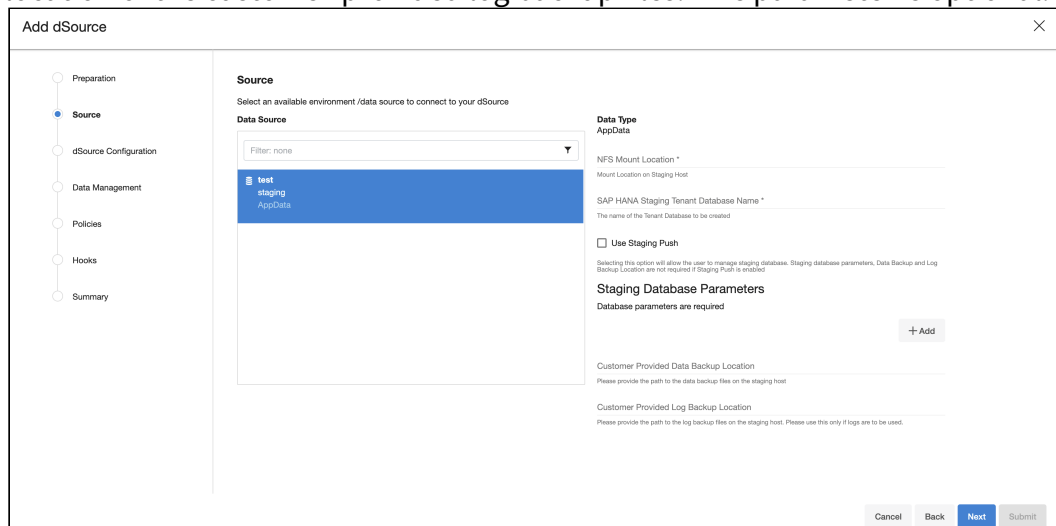 Add dSource
Preparation
Source
dSource Configuration
Data Management
Policies
Hooks
Summary
Source
Select an available environment /data source to connect to your dSource
Data Source
Filter: none
test
staging
AppData
Data Type
AppData
NFS Mount Location *
Mount Location on Staging Host
SAP HANA Staging Tenant Database Name *
The name of the Tenant Database to be created
Use Staging Push
Selecting this option will allow the user to manage staging database. Staging database parameters, Data Backup and Log
Backup Location are not required if Staging Push is enabled
Staging Database Parameters
Database parameters are required
+ Add
Customer Provided Data Backup Location
Please provide the path to the data backup files on the staging host
Customer Provided Log Backup Location
Please provide the path to the log backup files on the staging host. Please use this only if logs are to be used.
Cancel Back Next Submit